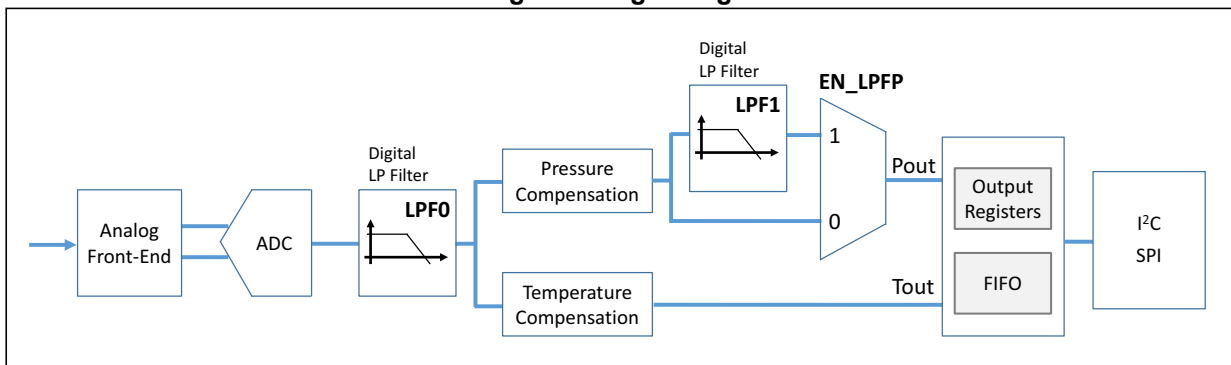 Digital
LP Filter
EN_LPFP
LPF1
1
Digital
LP Filter
Pressure
Compensation
Pout
Output
Registers
LPF0
0
I²C
SPI
Analog
Front-End
ADC
Temperature
Compensation
Tout
FIFO